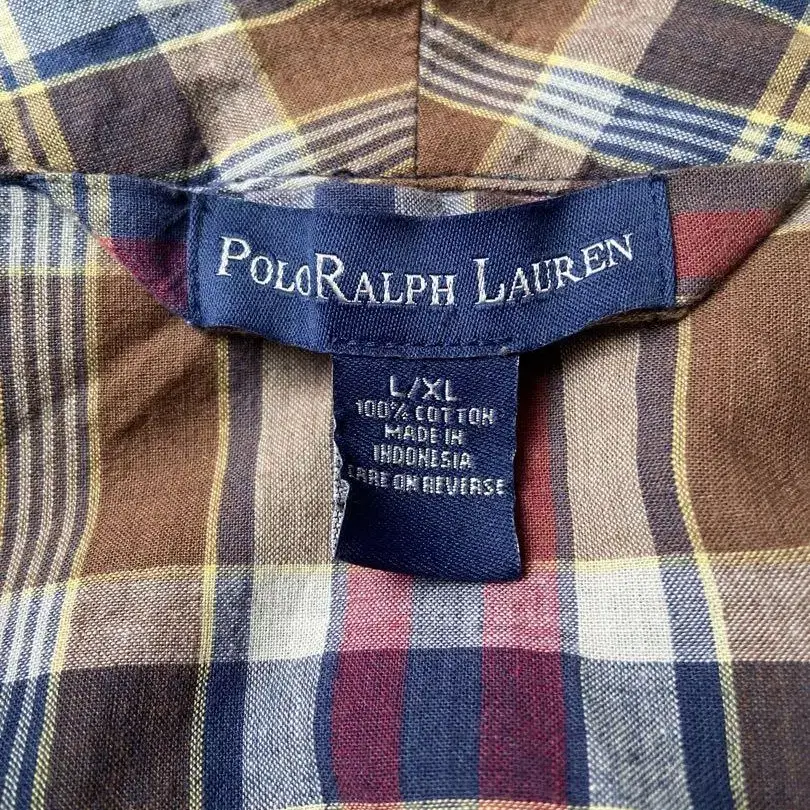 POLO RALPH LAUREN
L/XL
100% COTTON
MADE IN
INDONESIA
CARE ON REVERSE